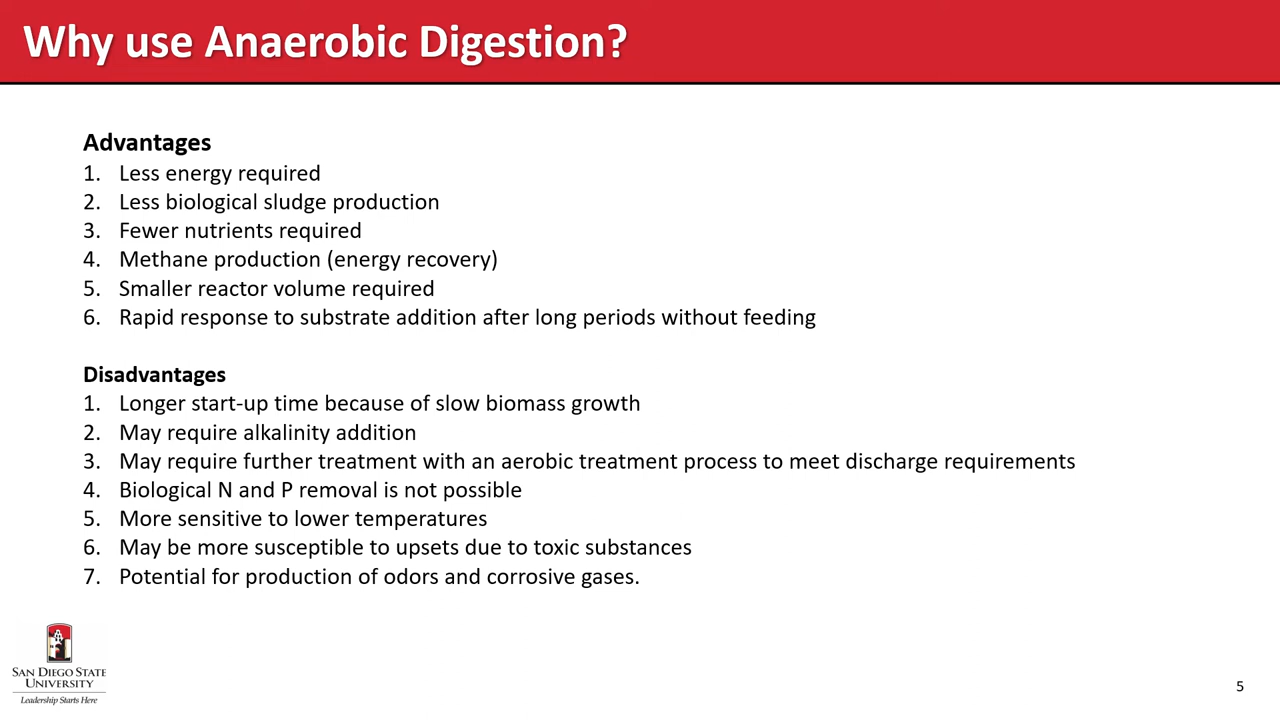 Why use Anaerobic Digestion?
Advantages
1. Less energy required
2. Less biological sludge production
3. Fewer nutrients required
4. Methane production (energy recovery)
5. Smaller reactor volume required
6. Rapid response to substrate addition after long periods without feeding
Disadvantages
1. Longer start-up time because of slow biomass growth
2. May require alkalinity addition
3. May require further treatment with an aerobic treatment process to meet discharge requirements
4. Biological N and P removal is not possible
5. More sensitive to lower temperatures
6. May be more susceptible to upsets due to toxic substances
7. Potential for production of odors and corrosive gases.
SAN DIEGO STATE
UNIVERSITY
Leadership Starts Here
5